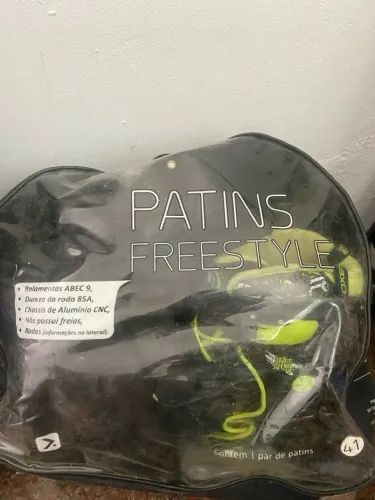 PATINS
FREESTYLE
• Rolamentos ABEC 9,
• Dureza da roda 85A,
• Chassis de Alumínio CNC,
• Não possui freios,
• Rodas (informações na lateral).
OXER
Contém 1 par de patins
41